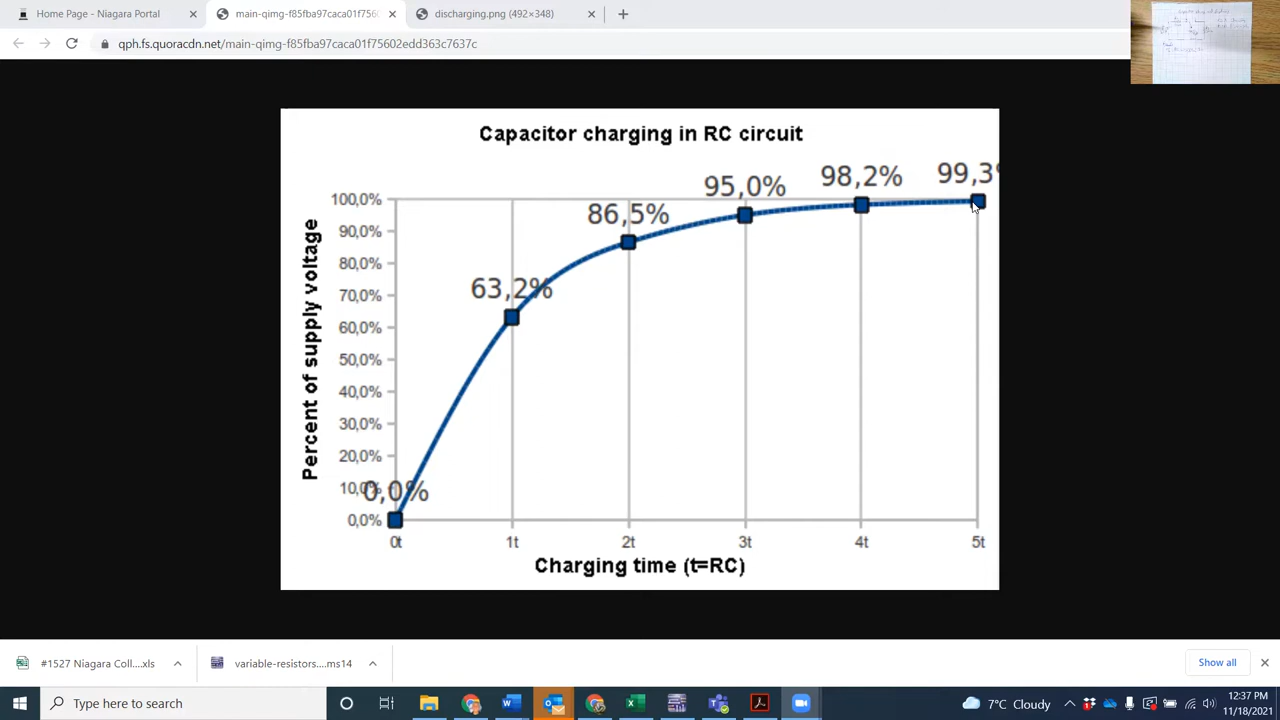 Home Page - Niagara Portal
main-qimg-f85fba97caca01f7560
discharging.png (492×348)
qph.fs.quoracdn.net/main-qimg-f85fba97caca01f75602edd363c763
Capacitor charging in RC circuit
Percent of supply voltage
100,0%
90,0%
80,0%
70,0%
60,0%
50,0%
40,0%
30,0%
20,0%
10,0%
0,0%
0,0%
63,2%
86,5%
95,0%
98,2%
99,3%
0t 1t 2t 3t 4t 5t
Charging time (t=RC)
#1527 Niagara Coll....xls
variable-resistors....ms14
Show all
Type here to search
7°C Cloudy
12:37 PM
11/18/2021